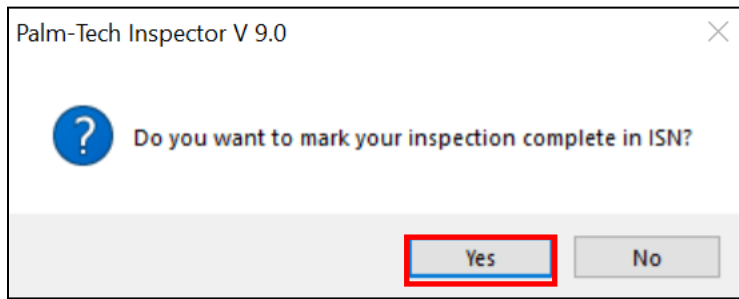 Palm-Tech Inspector V 9.0
Do you want to mark your inspection complete in ISN?
Yes No